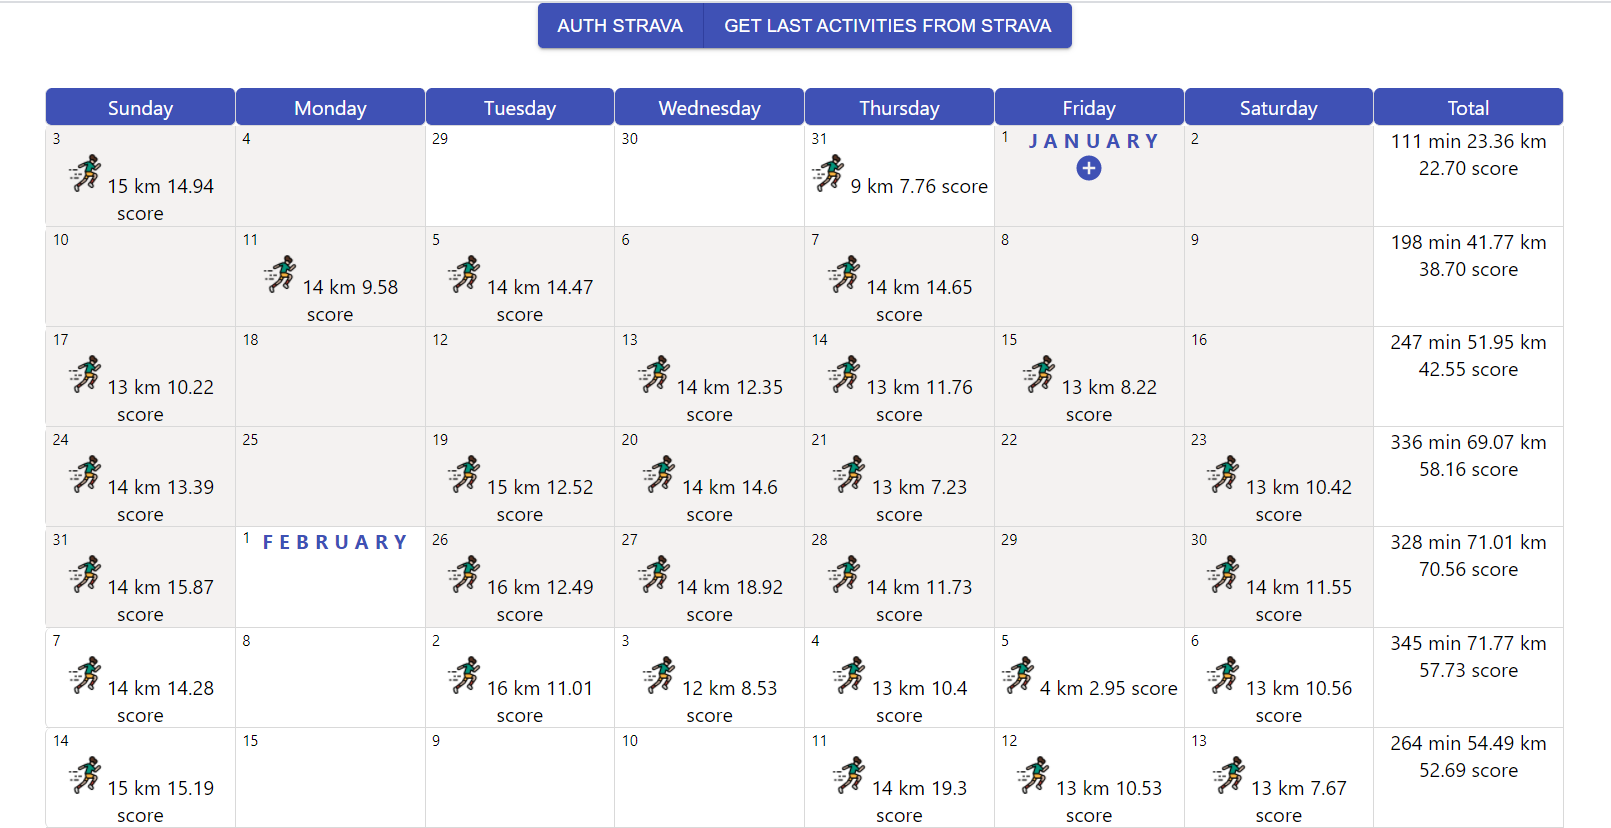 AUTH STRAVA GET LAST ACTIVITIES FROM STRAVA
Sunday Monday Tuesday Wednesday Thursday Friday Saturday Total
3 4 29 30 31 1 JANUARY 2 111 min 23.36 km
15 km 14.94 9 km 7.76 score 22.70 score
score
10 11 5 6 7 8 9 198 min 41.77 km
14 km 9.58 14 km 14.47 14 km 14.65 38.70 score
score score score
17 18 12 13 14 15 16 247 min 51.95 km
13 km 10.22 14 km 12.35 13 km 11.76 13 km 8.22 42.55 score
score score score score
24 25 19 20 21 22 23 336 min 69.07 km
14 km 13.39 15 km 12.52 14 km 14.6 13 km 7.23 13 km 10.42 58.16 score
score score score score score
31 1 FEBRUARY 26 27 28 29 30 328 min 71.01 km
14 km 15.87 16 km 12.49 14 km 18.92 14 km 11.73 14 km 11.55 70.56 score
score score score score score
7 8 2 3 4 5 6 345 min 71.77 km
14 km 14.28 16 km 11.01 12 km 8.53 13 km 10.4 4 km 2.95 score 13 km 10.56 57.73 score
score score score score score
14 15 9 10 11 12 13 264 min 54.49 km
15 km 15.19 14 km 19.3 13 km 10.53 13 km 7.67 52.69 score
score score score score